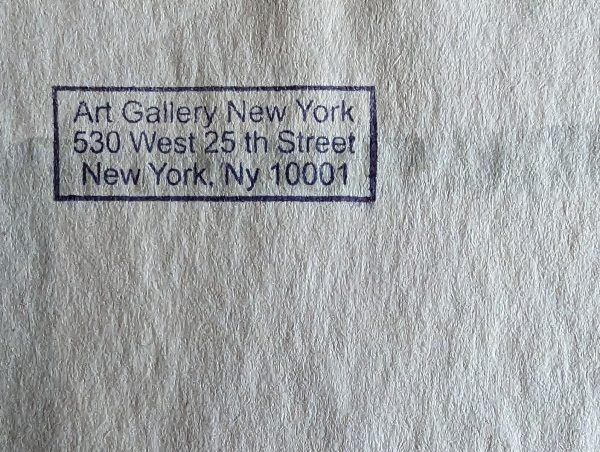 Art Gallery New York
530 West 25 th Street
New York, Ny 10001